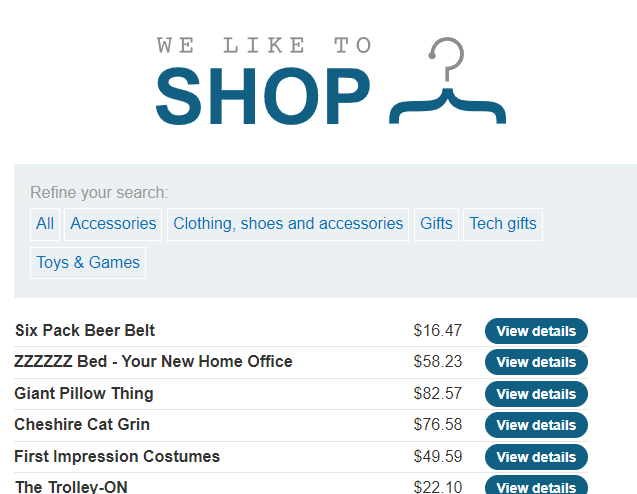 WE LIKE TO
SHOP
Refine your search:
All Accessories Clothing, shoes and accessories Gifts Tech gifts
Toys & Games
Six Pack Beer Belt $16.47 View details
ZZZZZZ Bed - Your New Home Office $58.23 View details
Giant Pillow Thing $82.57 View details
Cheshire Cat Grin $76.58 View details
First Impression Costumes $49.59 View details
The Trolley-ON $22.10 View details